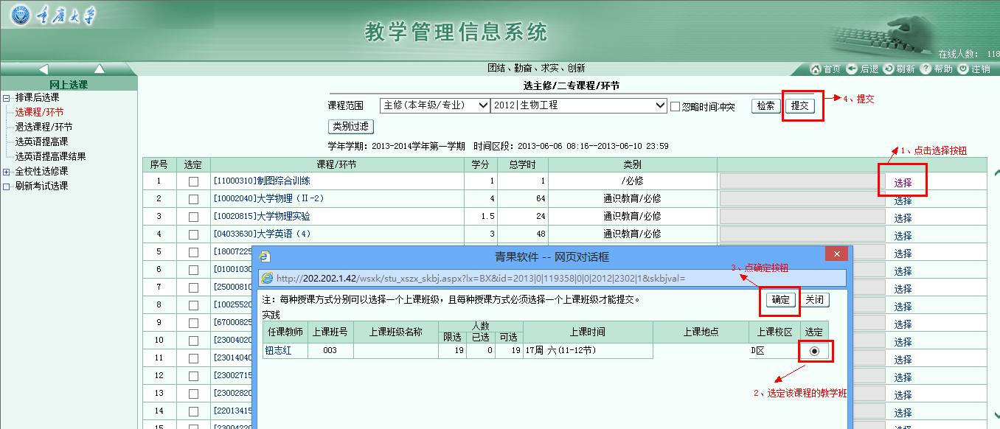 重庆大学
教学管理信息系统
在线人数： 118
团结、勤奋、求实、创新
首页 后退 刷新 帮助 注销
网上选课
排课后选课
选课程/环节
退选课程/环节
选英语提高课
选英语提高课结果
全校性选修课
刷新考试选课
选主修/二专课程/环节
课程范围 主修(本年级/专业) 2012|生物工程 忽略时间冲突 检索 提交
4、提交
类别过滤
学年学期：2013-2014学年第一学期 时间区段：2013-06-06 08:16--2013-06-10 23:59
1、点击选择按钮
序号 选定 课程/环节 学分 总学时 类别
1 [11000310]制图综合训练 1 1 /必修 选择
2 [10002040]大学物理（Ⅱ-2） 4 64 通识教育/必修 选择
3 [10020815]大学物理实验 1.5 24 通识教育/必修 选择
4 [04033630]大学英语（4） 3 48 通识教育/必修 选择
5 [18007225 选择
6 [01001030 选择
7 [25000810 选择
8 [10025520 选择
9 [67000825 选择
10 [23004020 选择
11 [23014040 选择
12 [23002715 选择
13 [23002820 选择
14 [22013415 选择
15 [23004220 选择
青果软件 -- 网页对话框
3、点确定按钮
http://202.202.1.42/wsxk/stu_xszx_skbj.aspx?lx=BX&id=2013|0|119358|0|0|2012|2302|1&skbjval=
注：每种授课方式分别可以选择一个上课班级，且每种授课方式必须选择一个上课班级才能提交。
确定 关闭
实践
任课教师 上课班号 上课班级名称 人数 上课时间 上课地点 上课校区 选定
限选 已选 可选
钮志红 003 19 0 19 17周 六(11-12节) D区
2、选定该课程的教学班